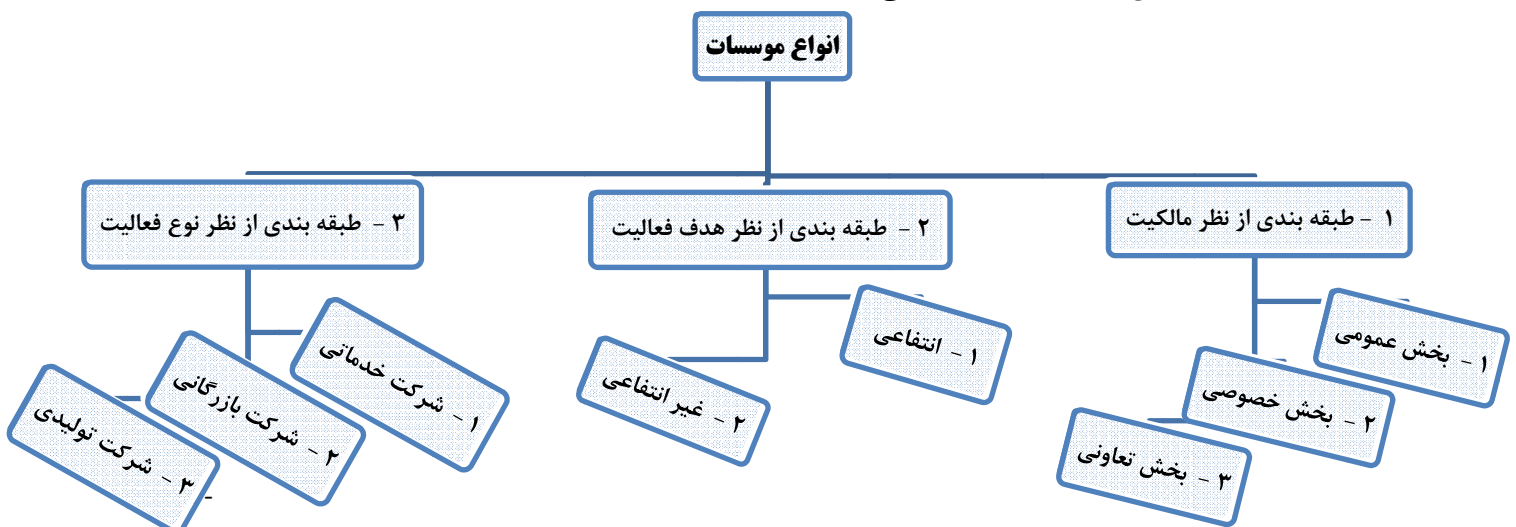 انواع موسسات
۱ - طبقه بندی از نظر مالکیت
۱ - بخش عمومی
۲ - بخش خصوصی
۳ - بخش تعاونی
۲ - طبقه بندی از نظر هدف فعالیت
۱ - انتفاعی
۲ - غیر انتفاعی
۳ - طبقه بندی از نظر نوع فعالیت
۱ - شرکت خدماتی
۲ - شرکت بازرگانی
۳ - شرکت تولیدی
-